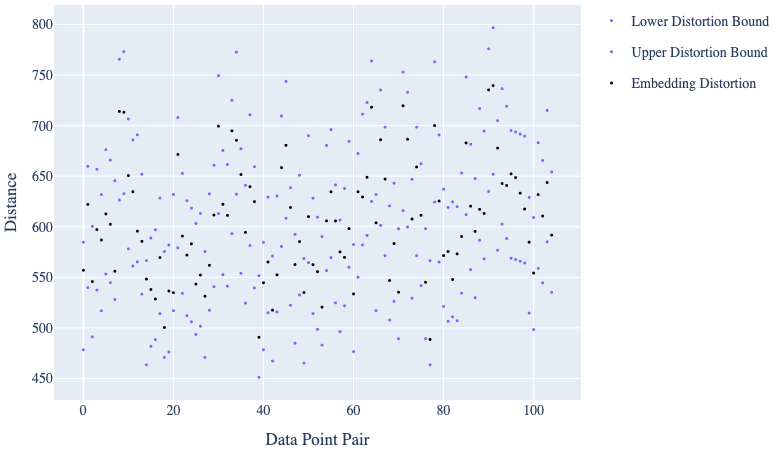 800
750
700
650
600
550
500
450
0
20
40
60
80
100
Data Point Pair
Distance
Lower Distortion Bound
Upper Distortion Bound
Embedding Distortion